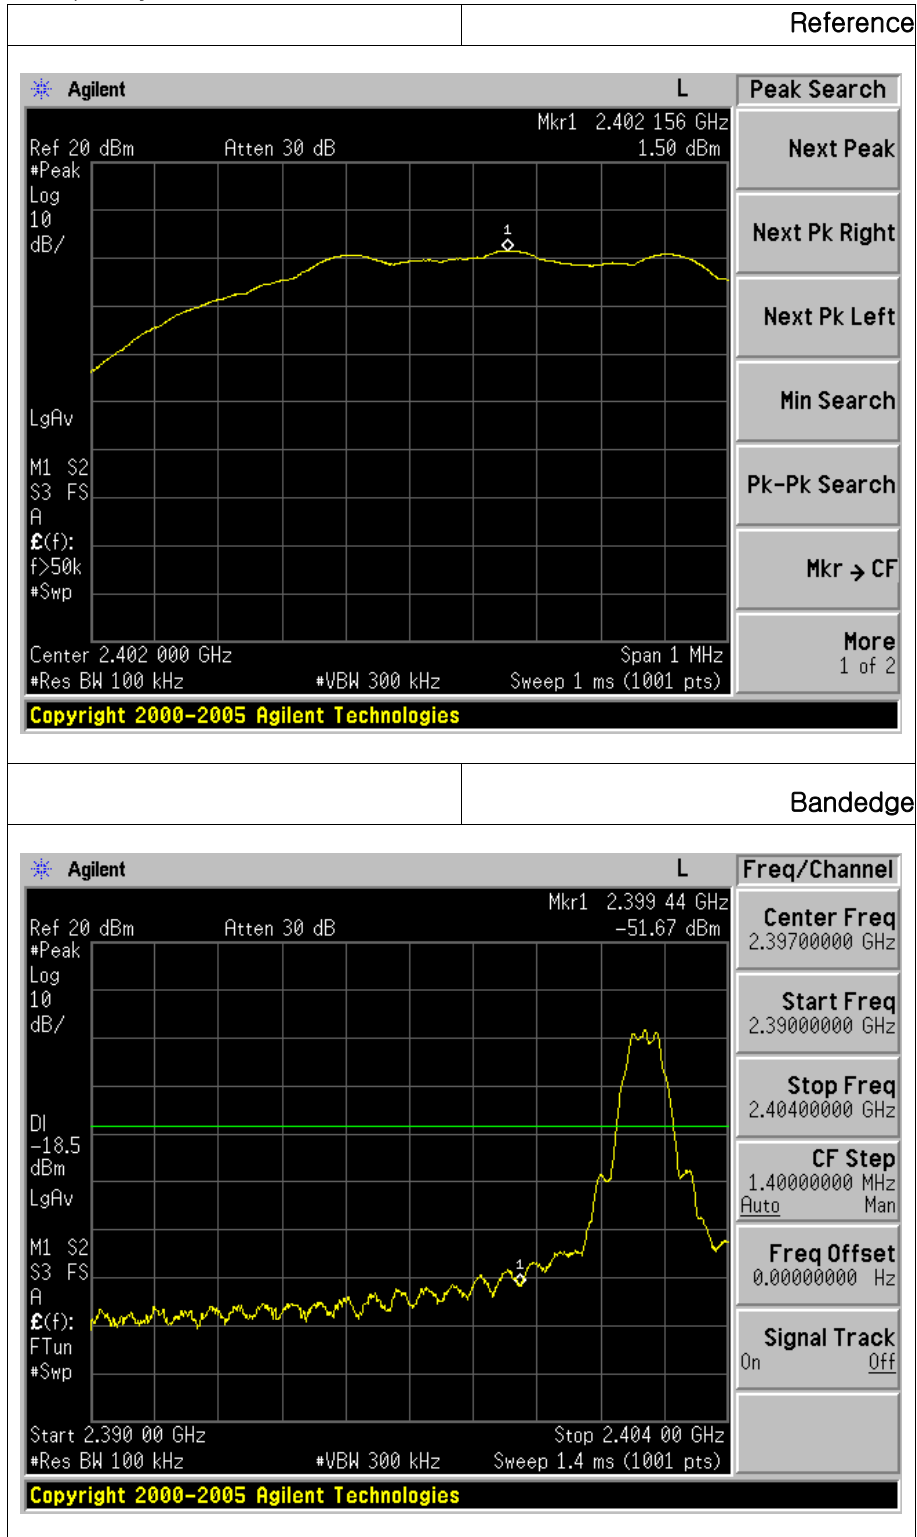 Reference
Agilent L Peak Search
Mkr1 2.402 156 GHz
Ref 20 dBm Atten 30 dB 1.50 dBm
#Peak
Log
10
dB/
1
LgAv
M1 S2
S3 FS
A
£(f):
f>50k
#Swp
Center 2.402 000 GHz Span 1 MHz
#Res BW 100 kHz #VBW 300 kHz Sweep 1 ms (1001 pts)
Copyright 2000-2005 Agilent Technologies
Next Peak
Next Pk Right
Next Pk Left
Min Search
Pk-Pk Search
Mkr → CF
More
1 of 2
Bandedge
Agilent L Freq/Channel
Mkr1 2.399 44 GHz
Ref 20 dBm Atten 30 dB -51.67 dBm
#Peak
Log
10
dB/
DI
-18.5
dBm
LgAv
1
M1 S2
S3 FS
A
£(f):
FTun
#Swp
Start 2.390 00 GHz Stop 2.404 00 GHz
#Res BW 100 kHz #VBW 300 kHz Sweep 1.4 ms (1001 pts)
Copyright 2000-2005 Agilent Technologies
Center Freq
2.39700000 GHz
Start Freq
2.39000000 GHz
Stop Freq
2.40400000 GHz
CF Step
1.40000000 MHz
Auto Man
Freq Offset
0.00000000 Hz
Signal Track
On Off